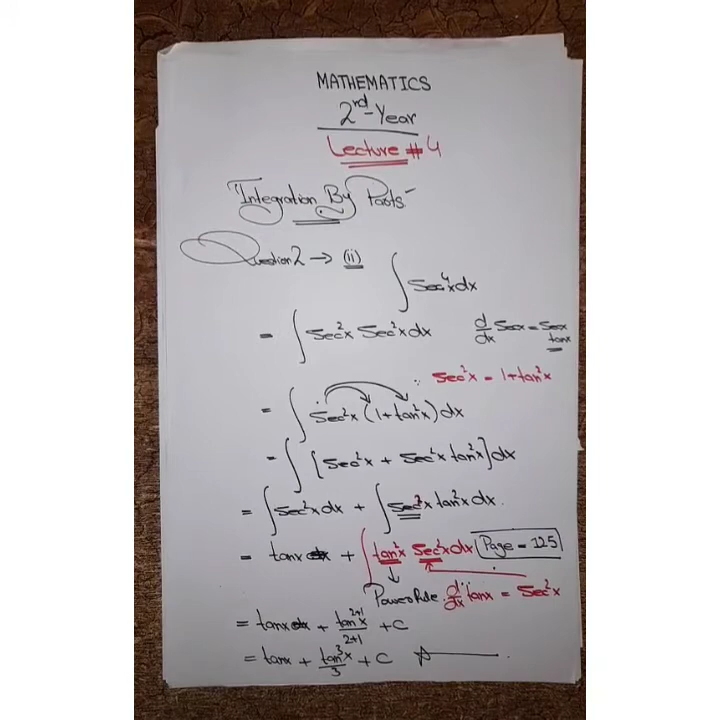 MATHEMATICS
2rd-Year
Lecture # 4
"Integration By Parts"
Question 2 → (ii) ∫ Sec⁴x dx
= ∫ Sec²x Sec²x dx d/dx Secx = Secx tanx
∵ Sec²x = 1+tan²x
= ∫ Sec²x (1+tan²x) dx
= ∫ [Sec²x + Sec²x tan²x] dx
= ∫ Sec²x dx + ∫ Sec²x tan²x dx.
= tanx + ∫ tan²x Sec²x dx Page = 125
↓ Power Rule. d/dx tanx = Sec²x
= tanx + tan²⁺¹x/2+1 + C
= tanx + tan³x/3 + C